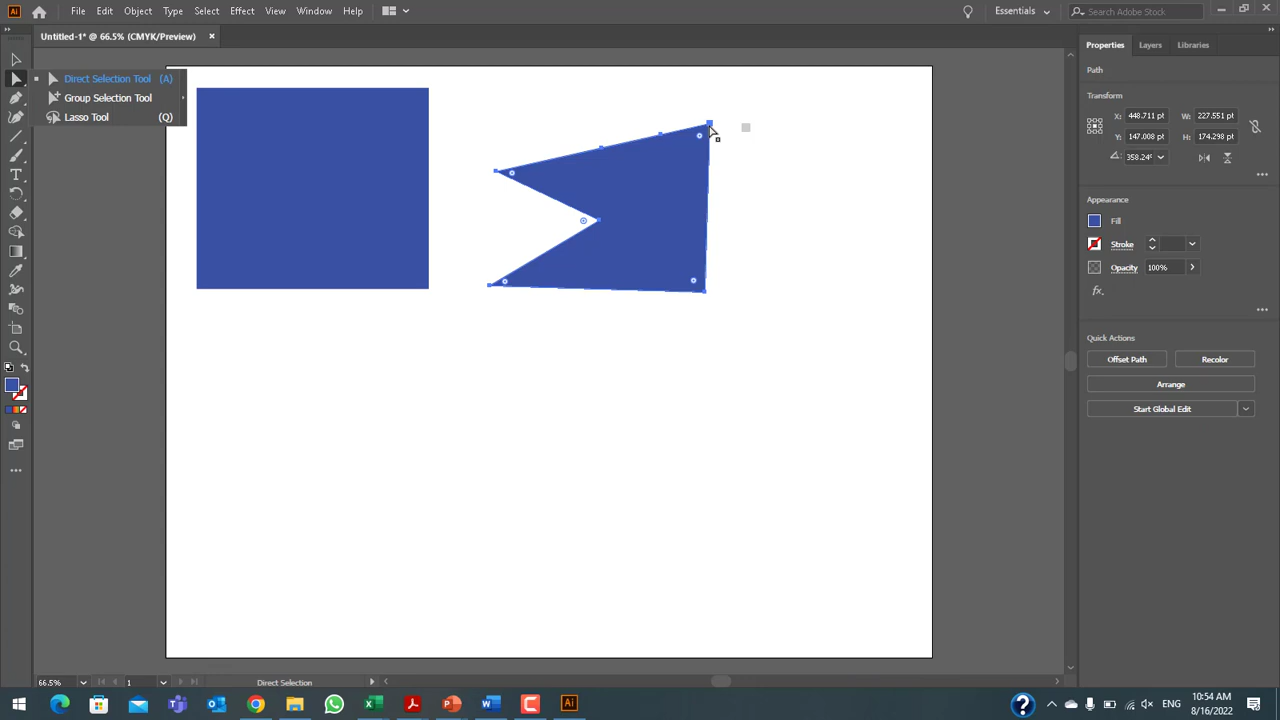 Ai File Edit Object Type Select Effect View Window Help Essentials Search Adobe Stock
Untitled-1* @ 66.5% (CMYK/Preview) ×
Properties Layers Libraries
Direct Selection Tool (A)
Group Selection Tool
Lasso Tool (Q)
Path
Transform
X: 448.711 pt W: 227.551 pt
Y: 147.008 pt H: 174.298 pt
358.24°
Appearance
Fill
Stroke
Opacity 100%
fx.
Quick Actions
Offset Path Recolor
Arrange
Start Global Edit
66.5% 1 Direct Selection
ENG 10:54 AM
8/16/2022